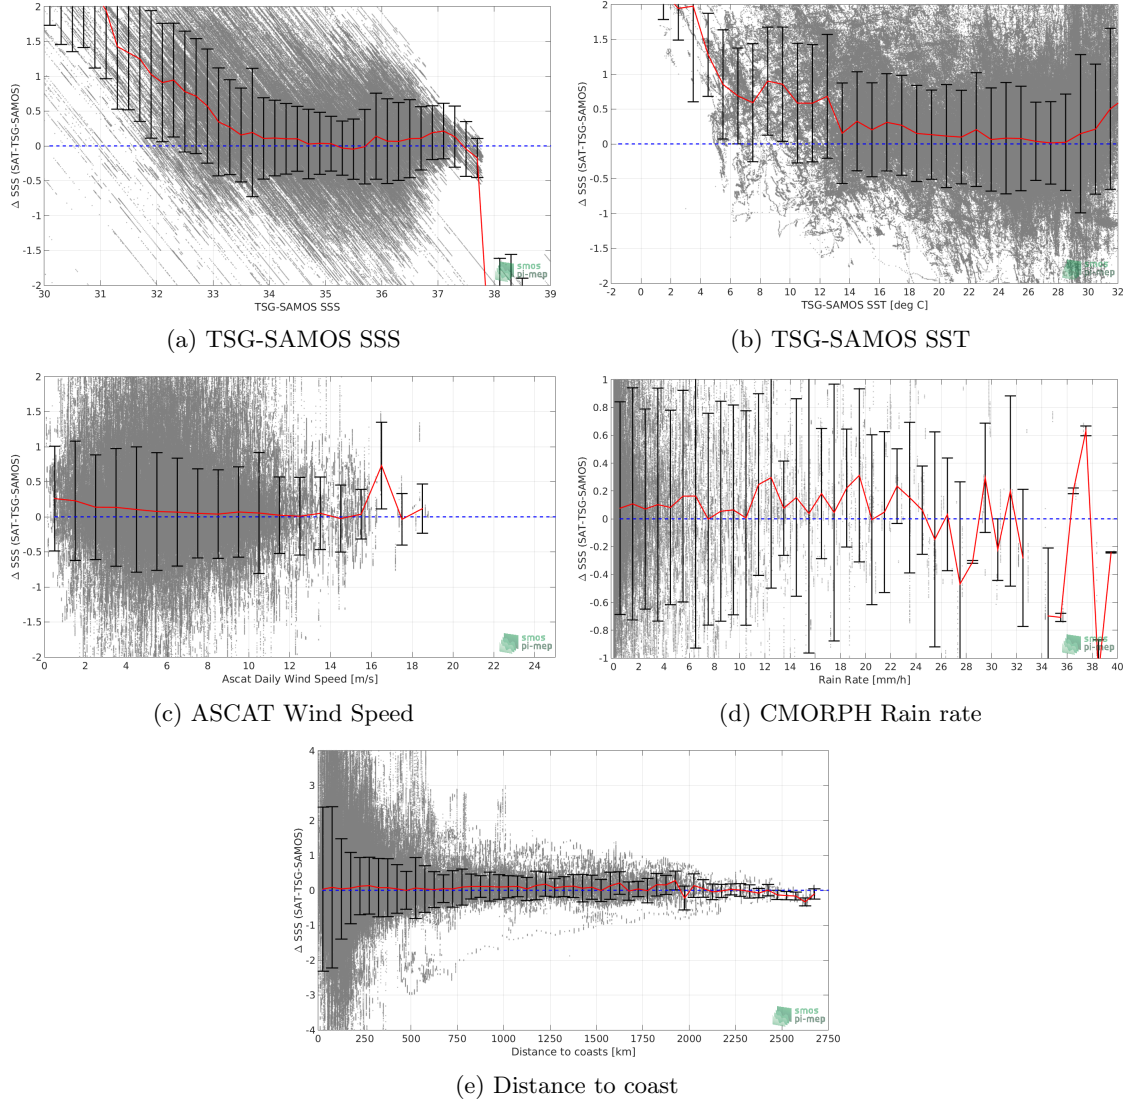 2
1.5
1
0.5
0
-0.5
-1
-1.5
-2
Δ SSS (SAT-TSG-SAMOS)
30 31 32 33 34 35 36 37 38 39
TSG-SAMOS SSS
smos
pi-mep
(a) TSG-SAMOS SSS
2
1.5
1
0.5
0
-0.5
-1
-1.5
-2
Δ SSS (SAT-TSG-SAMOS)
-2 0 2 4 6 8 10 12 14 16 18 20 22 24 26 28 30 32
TSG-SAMOS SST [deg C]
smos
pi-mep
(b) TSG-SAMOS SST
2
1.5
1
0.5
0
-0.5
-1
-1.5
-2
Δ SSS (SAT-TSG-SAMOS)
0 2 4 6 8 10 12 14 16 18 20 22 24
Ascat Daily Wind Speed [m/s]
smos
pi-mep
(c) ASCAT Wind Speed
1
0.8
0.6
0.4
0.2
0
-0.2
-0.4
-0.6
-0.8
-1
Δ SSS (SAT-TSG-SAMOS)
0 2 4 6 8 10 12 14 16 18 20 22 24 26 28 30 32 34 36 38 40
Rain Rate [mm/h]
smos
pi-mep
(d) CMORPH Rain rate
4
3
2
1
0
-1
-2
-3
-4
Δ SSS (SAT-TSG-SAMOS)
0 250 500 750 1000 1250 1500 1750 2000 2250 2500 2750
Distance to coasts [km]
smos
pi-mep
(e) Distance to coast